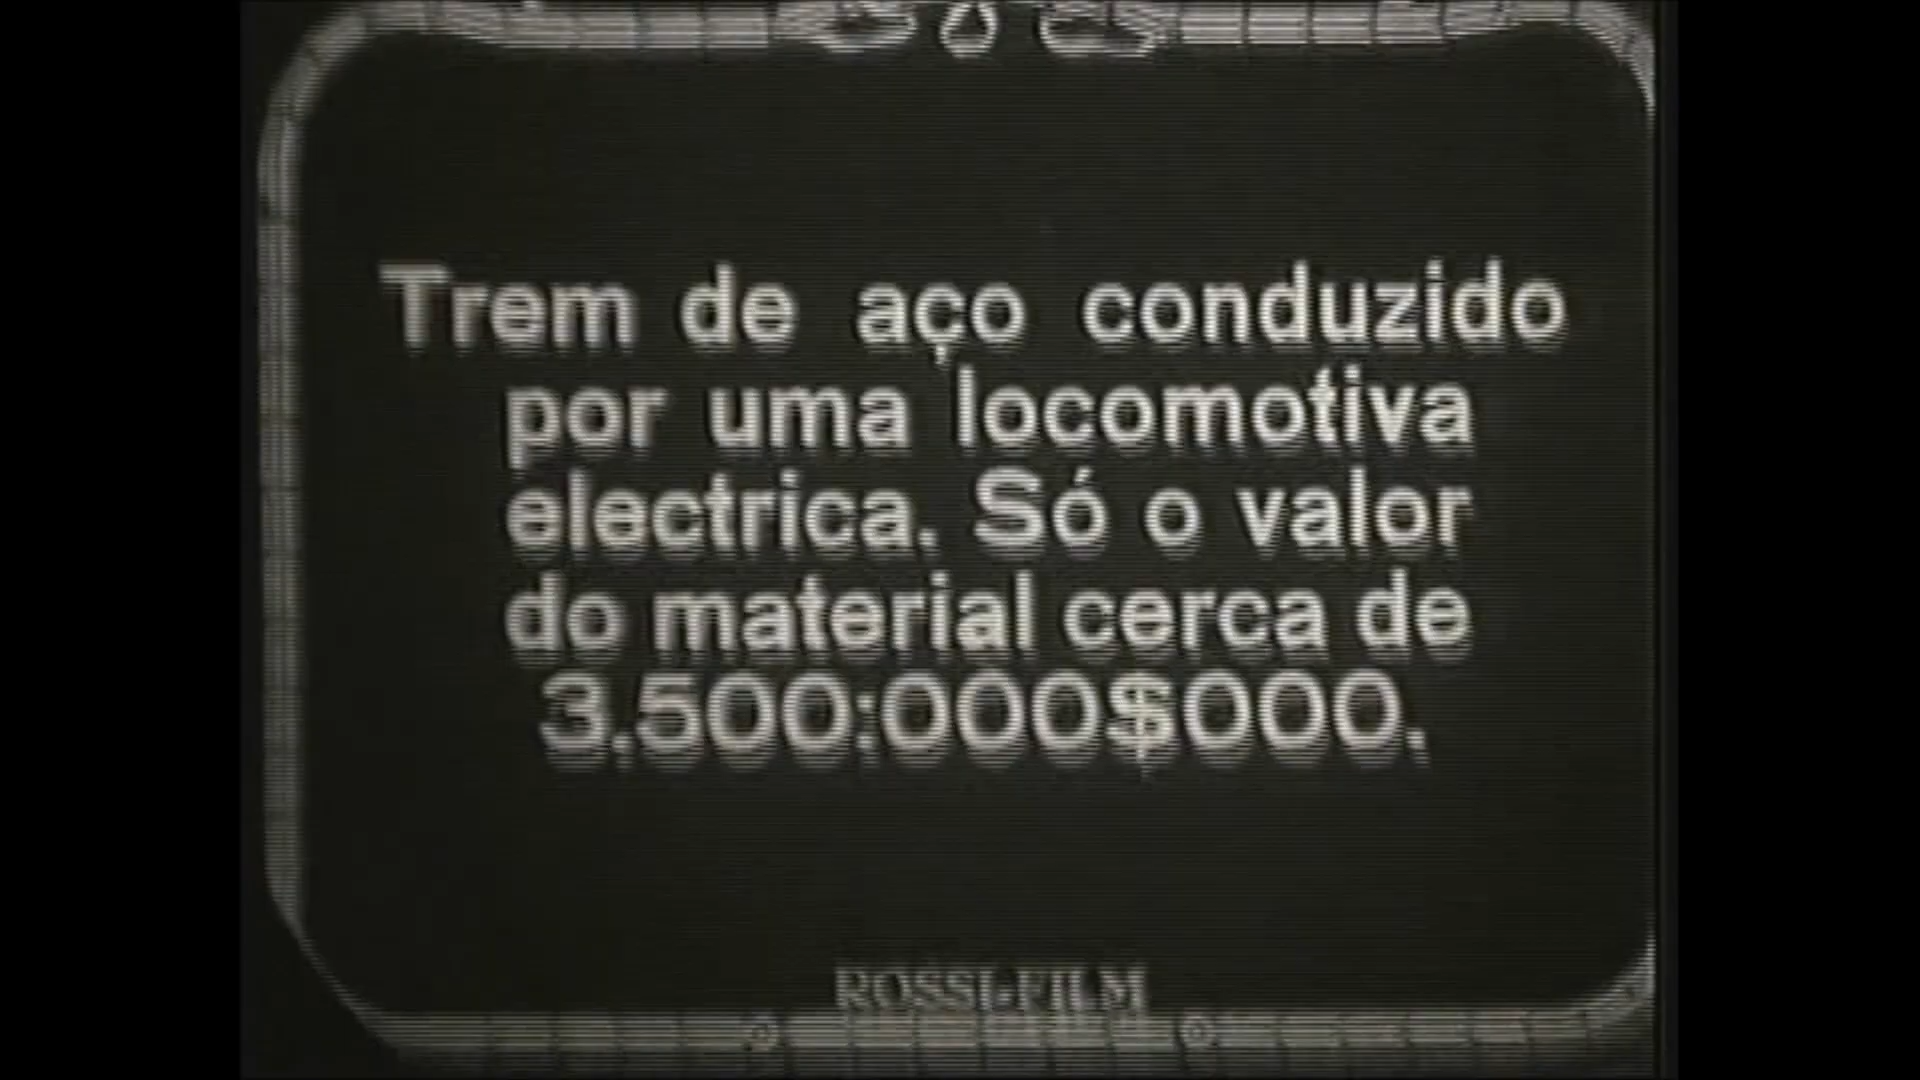 Trem de aço conduzido
por uma locomotiva
electrica. Só o valor
do material cerca de
3.500:000$000.
ROSSI-FILM